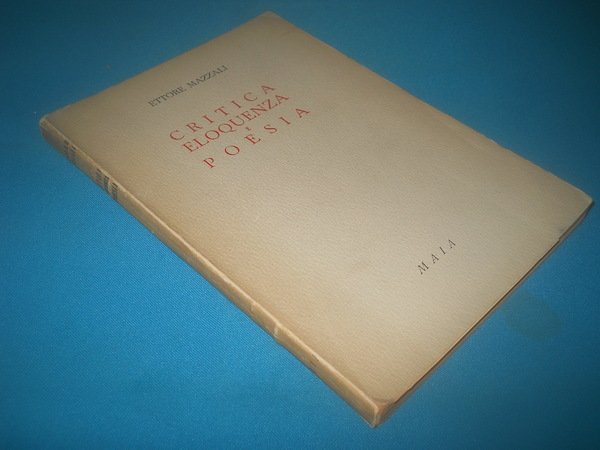 ETTORE MAZZALI
CRITICA
ELOQUENZA
E
POESIA
MAIA